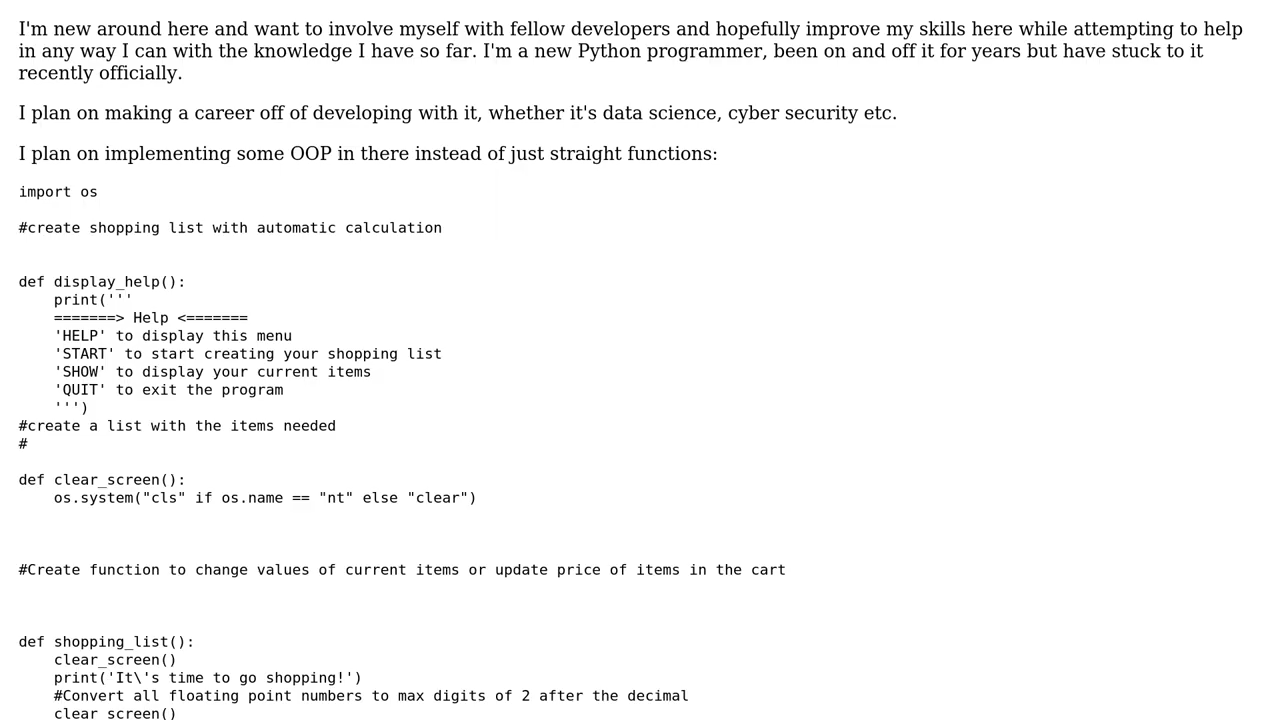 I'm new around here and want to involve myself with fellow developers and hopefully improve my skills here while attempting to help
in any way I can with the knowledge I have so far. I'm a new Python programmer, been on and off it for years but have stuck to it
recently officially.
I plan on making a career off of developing with it, whether it's data science, cyber security etc.
I plan on implementing some OOP in there instead of just straight functions:
import os
#create shopping list with automatic calculation
def display_help():
    print('''
    =======> Help <=======
    'HELP' to display this menu
    'START' to start creating your shopping list
    'SHOW' to display your current items
    'QUIT' to exit the program
    ''')
#create a list with the items needed
#
def clear_screen():
    os.system("cls" if os.name == "nt" else "clear")
#Create function to change values of current items or update price of items in the cart
def shopping_list():
    clear_screen()
    print('It\'s time to go shopping!')
    #Convert all floating point numbers to max digits of 2 after the decimal
    clear_screen()